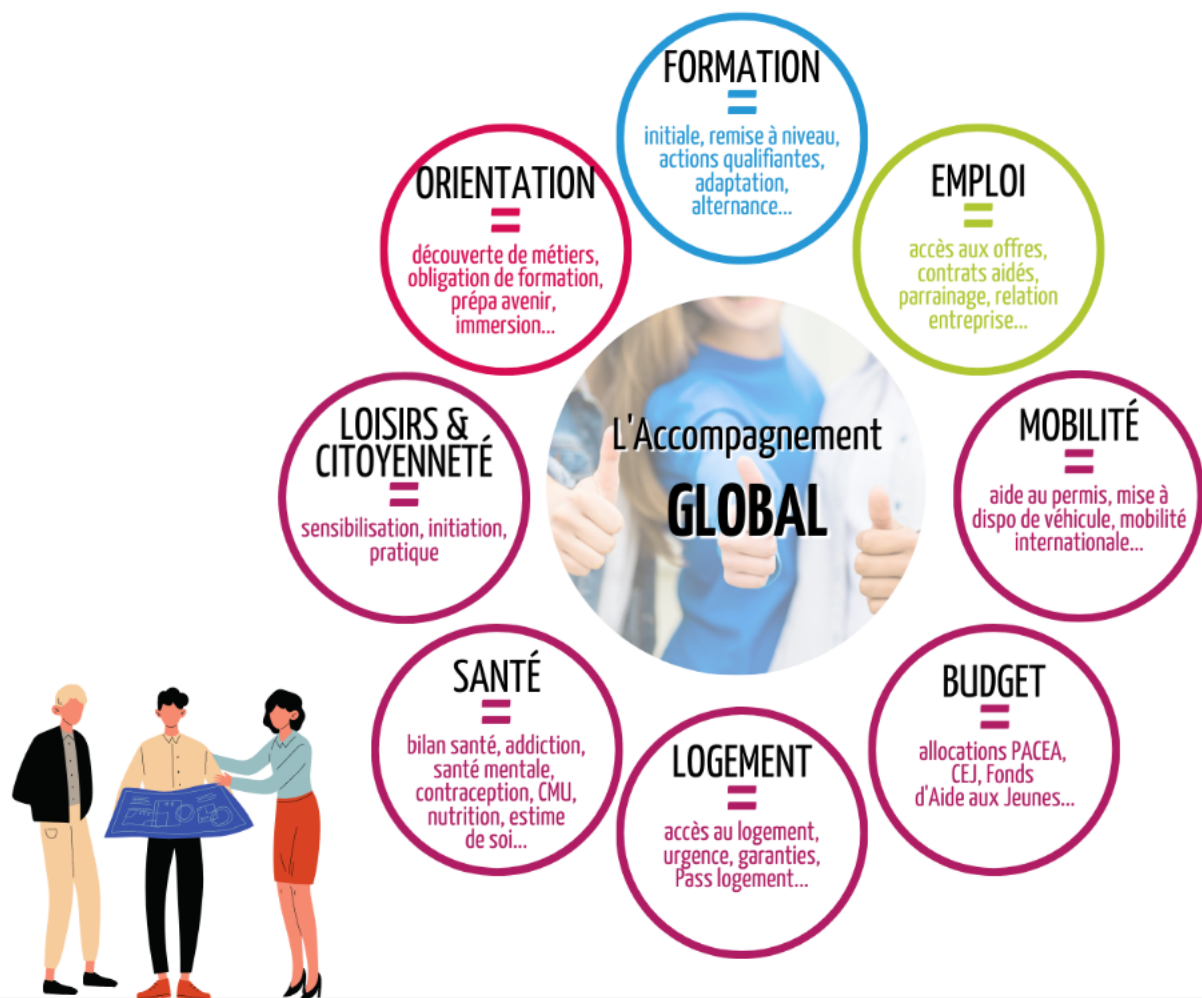 FORMATION
=
initiale, remise à niveau,
actions qualifiantes,
adaptation,
alternance...
ORIENTATION
=
découverte de métiers,
obligation de formation,
prépa avenir,
immersion...
EMPLOI
=
accès aux offres,
contrats aidés,
parrainage, relation
entreprise...
LOISIRS &
CITOYENNETÉ
=
sensibilisation, initiation,
pratique
L'Accompagnement
GLOBAL
MOBILITÉ
=
aide au permis, mise à
dispo de véhicule, mobilité
internationale...
SANTÉ
=
bilan santé, addiction,
santé mentale,
contraception, CMU,
nutrition, estime
de soi...
LOGEMENT
=
accès au logement,
urgence, garanties,
Pass logement...
BUDGET
=
allocations PACEA,
CEJ, Fonds
d'Aide aux Jeunes...